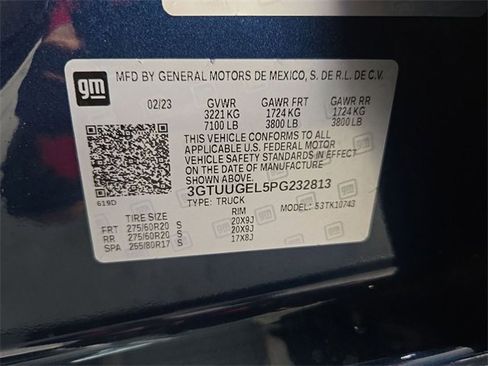 gm
MFD BY GENERAL MOTORS DE MEXICO, S. DE R.L. DE C.V.
02/23 GVWR GAWR FRT GAWR RR
3221 KG 1724 KG 1724 KG
7100 LB 3800 LB 3800 LB
THIS VEHICLE CONFORMS TO ALL
APPLICABLE U.S. FEDERAL MOTOR
VEHICLE SAFETY STANDARDS IN EFFECT
ON THE DATE OF MANUFACTURE
SHOWN ABOVE.
619D
3GTUUGEL5PG232813
TYPE: TRUCK MODEL: 53TK10743
TIRE SIZE RIM
FRT 275/60R20 S 20X9J
RR 275/60R20 S 20X9J
SPA 255/80R17 S 17X8J